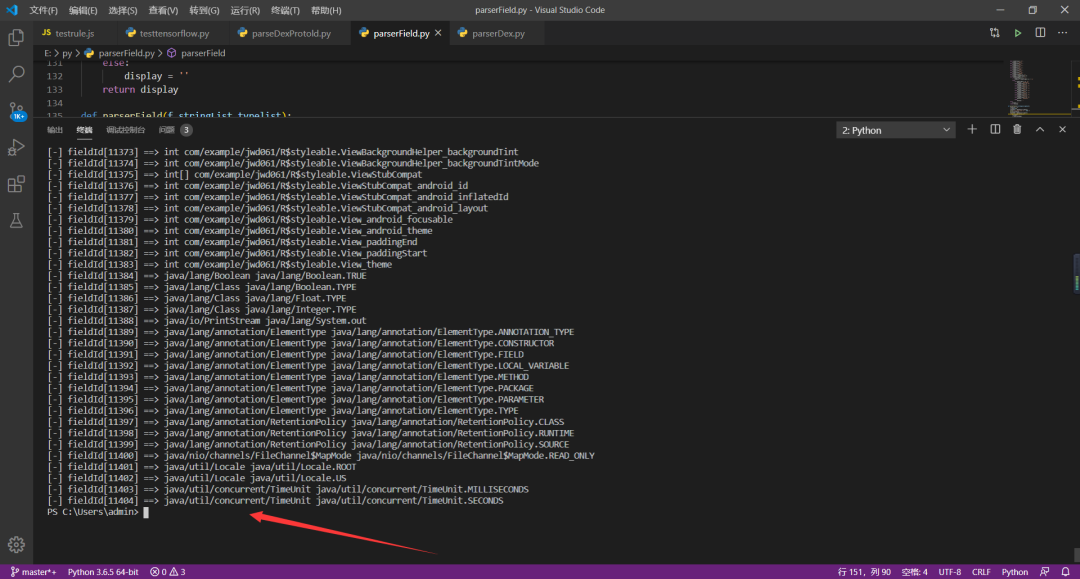 文件(F) 编辑(E) 选择(S) 查看(V) 转到(G) 运行(R) 终端(T) 帮助(H) parserField.py - Visual Studio Code
JS testrule.js testtensorflow.py parseDexProtoId.py parserField.py parserDex.py
E: > py > parserField.py > parserField
131 else:
132 display = ''
133 return display
134
135 def parserField(f,stringList,typelist):
输出 终端 调试控制台 问题 3 2: Python
[-] fieldId[11373] ==> int com/example/jwd061/R$styleable.ViewBackgroundHelper_backgroundTint
[-] fieldId[11374] ==> int com/example/jwd061/R$styleable.ViewBackgroundHelper_backgroundTintMode
[-] fieldId[11375] ==> int[] com/example/jwd061/R$styleable.ViewStubCompat
[-] fieldId[11376] ==> int com/example/jwd061/R$styleable.ViewStubCompat_android_id
[-] fieldId[11377] ==> int com/example/jwd061/R$styleable.ViewStubCompat_android_inflatedId
[-] fieldId[11378] ==> int com/example/jwd061/R$styleable.ViewStubCompat_android_layout
[-] fieldId[11379] ==> int com/example/jwd061/R$styleable.View_android_focusable
[-] fieldId[11380] ==> int com/example/jwd061/R$styleable.View_android_theme
[-] fieldId[11381] ==> int com/example/jwd061/R$styleable.View_paddingEnd
[-] fieldId[11382] ==> int com/example/jwd061/R$styleable.View_paddingStart
[-] fieldId[11383] ==> int com/example/jwd061/R$styleable.View_theme
[-] fieldId[11384] ==> java/lang/Boolean java/lang/Boolean.TRUE
[-] fieldId[11385] ==> java/lang/Class java/lang/Boolean.TYPE
[-] fieldId[11386] ==> java/lang/Class java/lang/Float.TYPE
[-] fieldId[11387] ==> java/lang/Class java/lang/Integer.TYPE
[-] fieldId[11388] ==> java/io/PrintStream java/lang/System.out
[-] fieldId[11389] ==> java/lang/annotation/ElementType java/lang/annotation/ElementType.ANNOTATION_TYPE
[-] fieldId[11390] ==> java/lang/annotation/ElementType java/lang/annotation/ElementType.CONSTRUCTOR
[-] fieldId[11391] ==> java/lang/annotation/ElementType java/lang/annotation/ElementType.FIELD
[-] fieldId[11392] ==> java/lang/annotation/ElementType java/lang/annotation/ElementType.LOCAL_VARIABLE
[-] fieldId[11393] ==> java/lang/annotation/ElementType java/lang/annotation/ElementType.METHOD
[-] fieldId[11394] ==> java/lang/annotation/ElementType java/lang/annotation/ElementType.PACKAGE
[-] fieldId[11395] ==> java/lang/annotation/ElementType java/lang/annotation/ElementType.PARAMETER
[-] fieldId[11396] ==> java/lang/annotation/ElementType java/lang/annotation/ElementType.TYPE
[-] fieldId[11397] ==> java/lang/annotation/RetentionPolicy java/lang/annotation/RetentionPolicy.CLASS
[-] fieldId[11398] ==> java/lang/annotation/RetentionPolicy java/lang/annotation/RetentionPolicy.RUNTIME
[-] fieldId[11399] ==> java/lang/annotation/RetentionPolicy java/lang/annotation/RetentionPolicy.SOURCE
[-] fieldId[11400] ==> java/nio/channels/FileChannel$MapMode java/nio/channels/FileChannel$MapMode.READ_ONLY
[-] fieldId[11401] ==> java/util/Locale java/util/Locale.ROOT
[-] fieldId[11402] ==> java/util/Locale java/util/Locale.US
[-] fieldId[11403] ==> java/util/concurrent/TimeUnit java/util/concurrent/TimeUnit.MILLISECONDS
[-] fieldId[11404] ==> java/util/concurrent/TimeUnit java/util/concurrent/TimeUnit.SECONDS
PS C:\Users\admin>
1K+
master*+ Python 3.6.5 64-bit 0 3 行 151，列 90 空格: 4 UTF-8 CRLF Python